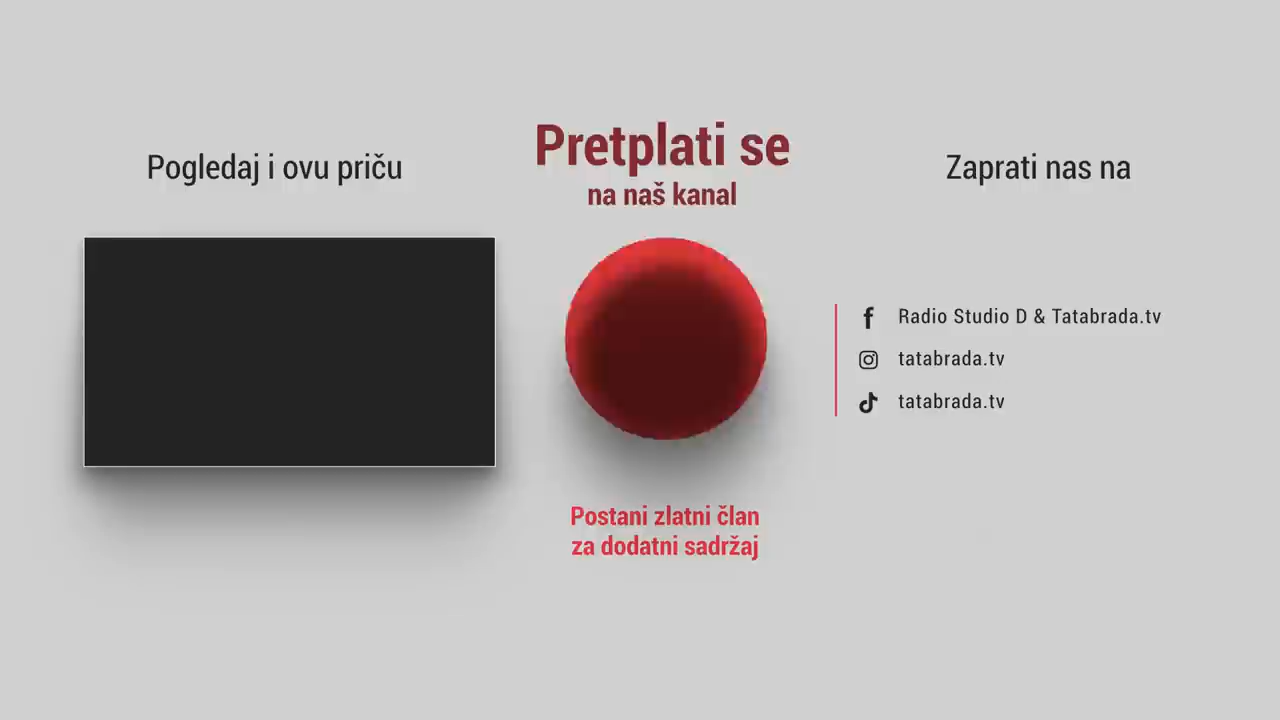 Pogledaj i ovu priču
Pretplati se
na naš kanal
Postani zlatni član
za dodatni sadržaj
Zaprati nas na
Radio Studio D & Tatabrada.tv
tatabrada.tv
tatabrada.tv